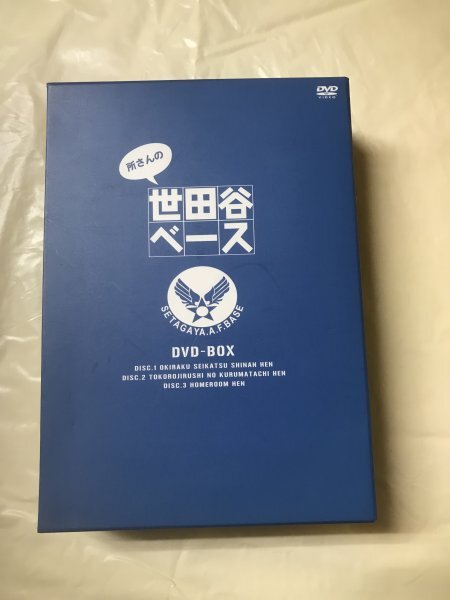 DVD
VIDEO
所さんの
世田谷
ベース
SETAGAYA.A.F.BASE
DVD-BOX
DISC.1 OKIRAKU SEIKATSU SHINAN HEN
DISC.2 TOKOROJIRUSHI NO KURUMATACHI HEN
DISC.3 HOMEROOM HEN